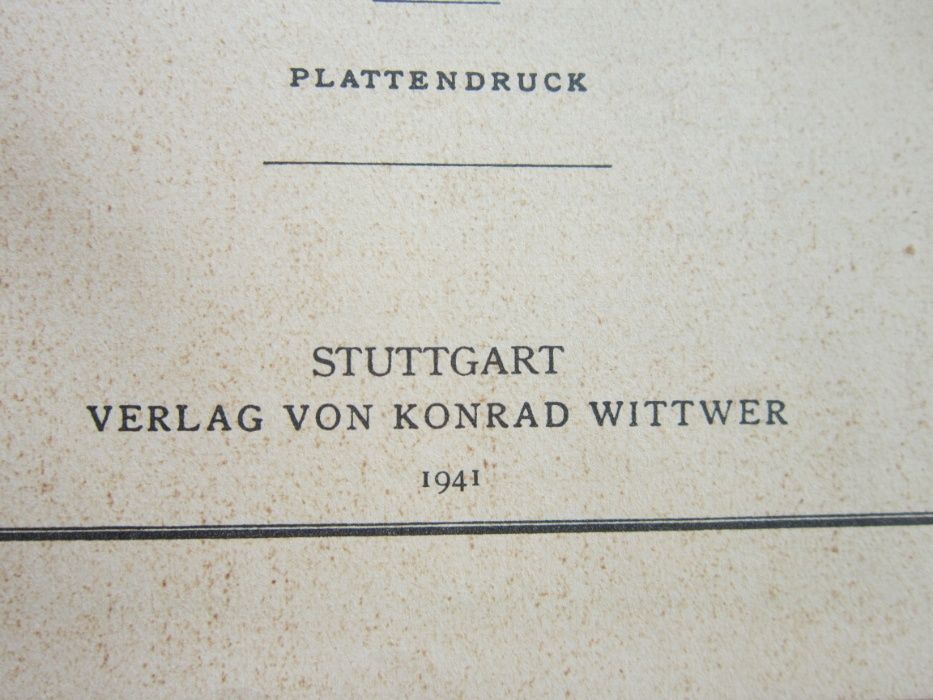 PLATTENDRUCK
STUTTGART
VERLAG VON KONRAD WITTWER
1941